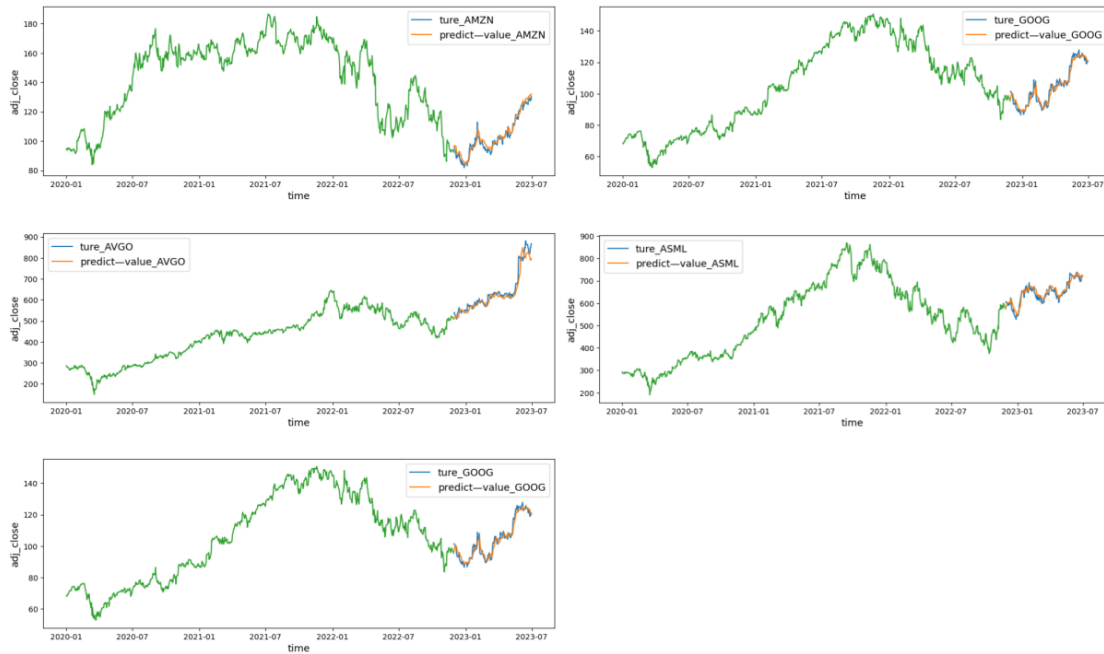 ture_AMZN
predict—value_AMZN
adj_close
180
160
140
120
100
80
2020-01 2020-07 2021-01 2021-07 2022-01 2022-07 2023-01 2023-07
time
ture_GOOG
predict—value_GOOG
adj_close
140
120
100
80
60
2020-01 2020-07 2021-01 2021-07 2022-01 2022-07 2023-01 2023-07
time
ture_AVGO
predict—value_AVGO
adj_close
900
800
700
600
500
400
300
200
2020-01 2020-07 2021-01 2021-07 2022-01 2022-07 2023-01 2023-07
time
ture_ASML
predict—value_ASML
adj_close
900
800
700
600
500
400
300
200
2020-01 2020-07 2021-01 2021-07 2022-01 2022-07 2023-01 2023-07
time
ture_GOOG
predict—value_GOOG
adj_close
140
120
100
80
60
2020-01 2020-07 2021-01 2021-07 2022-01 2022-07 2023-01 2023-07
time